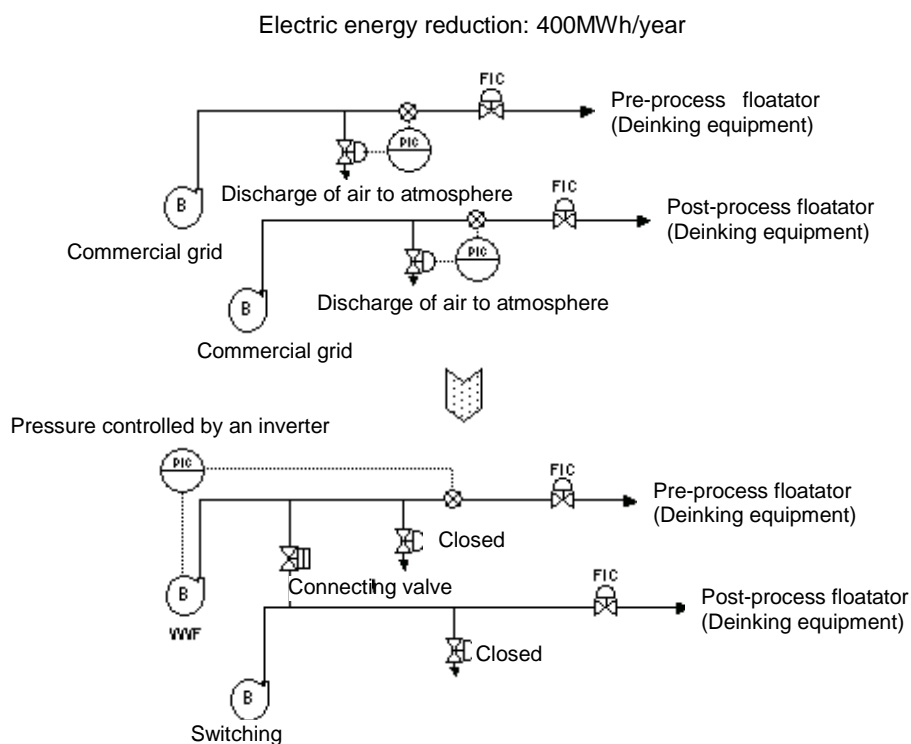 Electric energy reduction: 400MWh/year
FIC
Pre-process floatator
(Deinking equipment)
PIC
Discharge of air to atmosphere
B
Commercial grid
FIC
Post-process floatator
(Deinking equipment)
PIC
Discharge of air to atmosphere
B
Commercial grid
Pressure controlled by an inverter
PIC
FIC
Pre-process floatator
(Deinking equipment)
Closed
Connecting valve
B
FIC
Post-process floatator
(Deinking equipment)
Closed
B
Switching